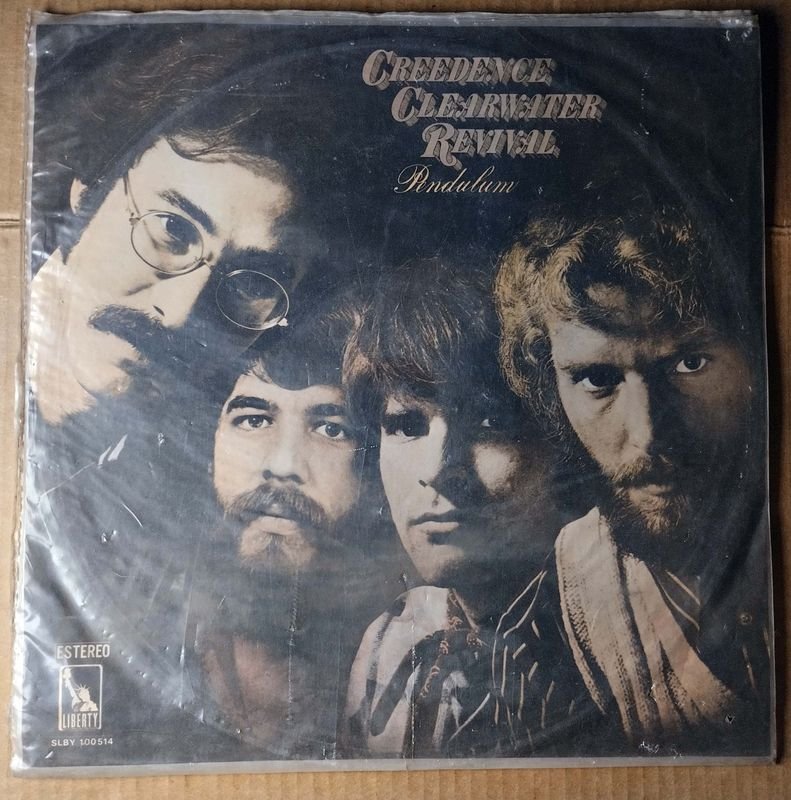 CREEDENCE
CLEARWATER
REVIVAL
Pendulum
ESTEREO
LIBERTY
SLBY 100514